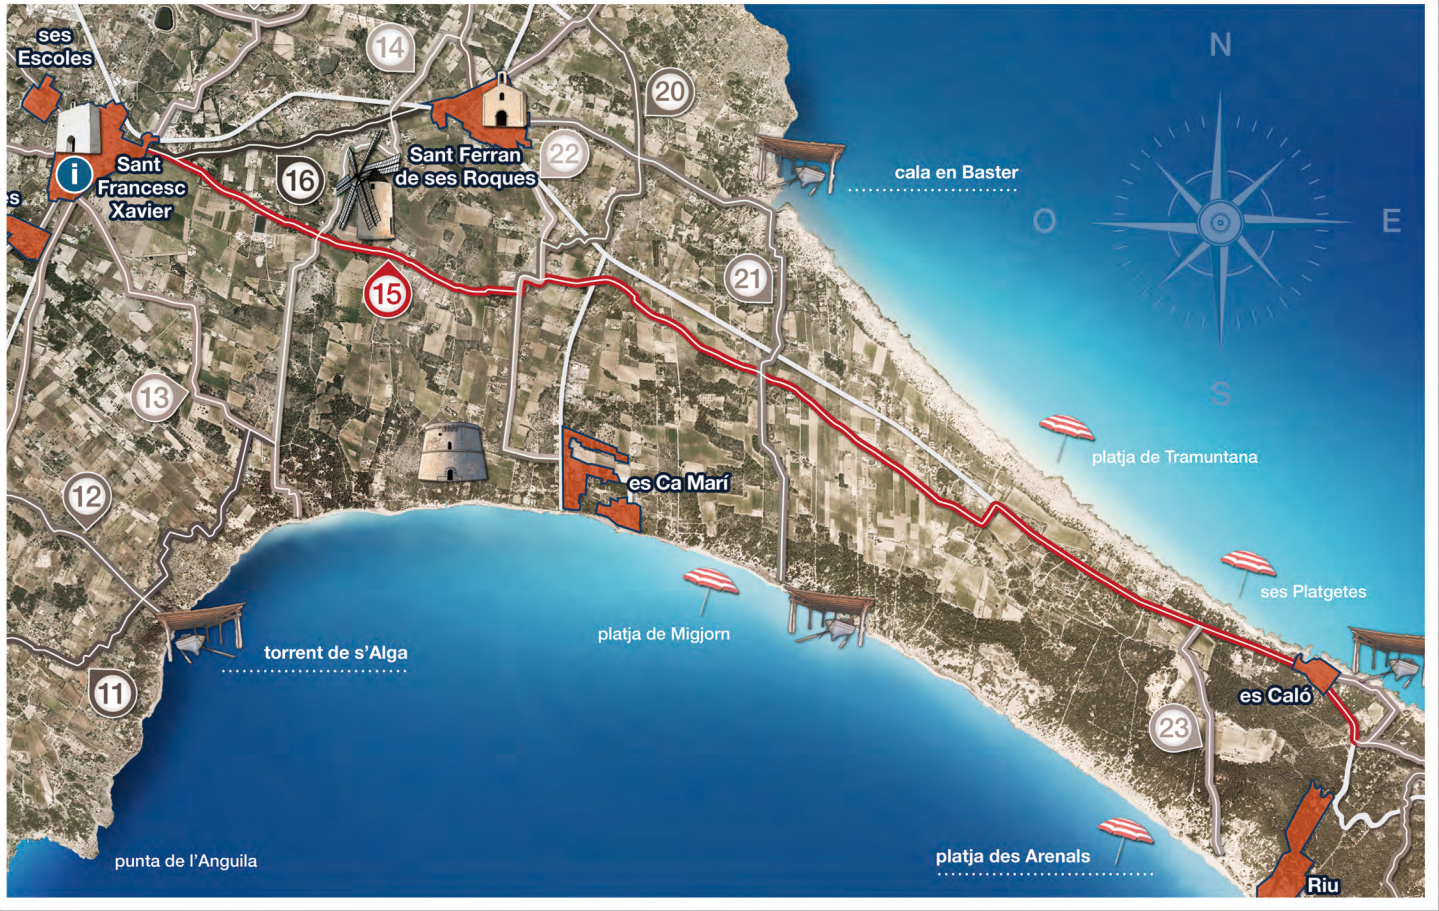 ses
Escoles
14
N
20
cala en Baster
i
Sant
Francesc
Xavier
16
Sant Ferran
de ses Roques
22
es
O
E
15
21
S
13
platja de Tramuntana
12
es Ca Marí
ses Platgetes
platja de Migjorn
torrent de s’Alga
11
es Caló
23
punta de l’Anguila
platja des Arenals
Riu